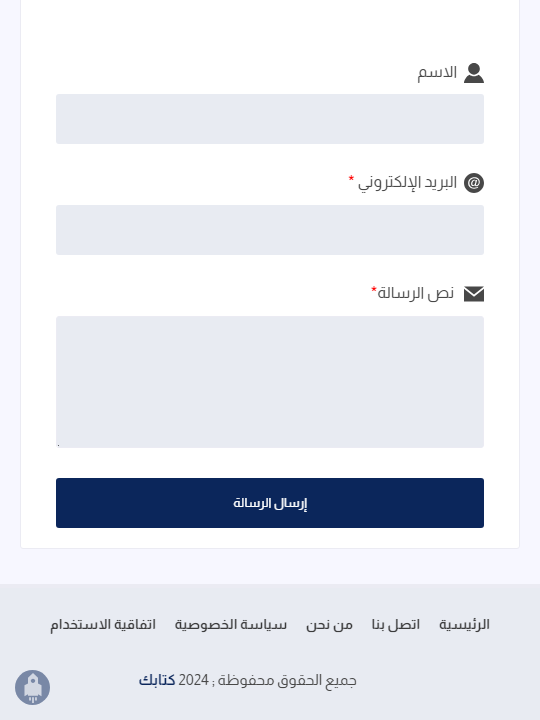 الاسم
البريد الإلكتروني *
نص الرسالة*
إرسال الرسالة
الرئيسية اتصل بنا من نحن سياسة الخصوصية اتفاقية الاستخدام
جميع الحقوق محفوظة ; 2024 كتابك